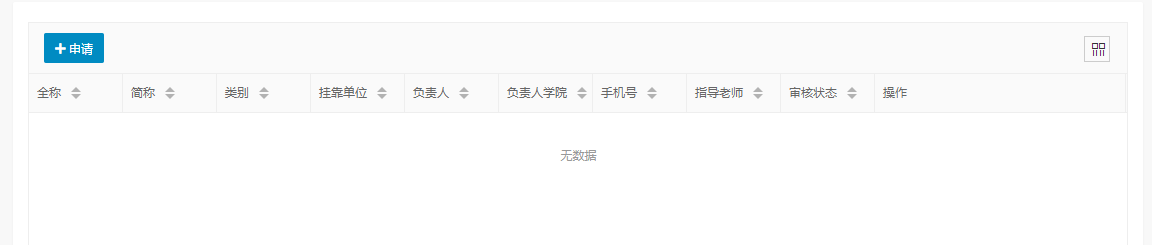 申请
全称 简称 类别 挂靠单位 负责人 负责人学院 手机号 指导老师 审核状态 操作
无数据